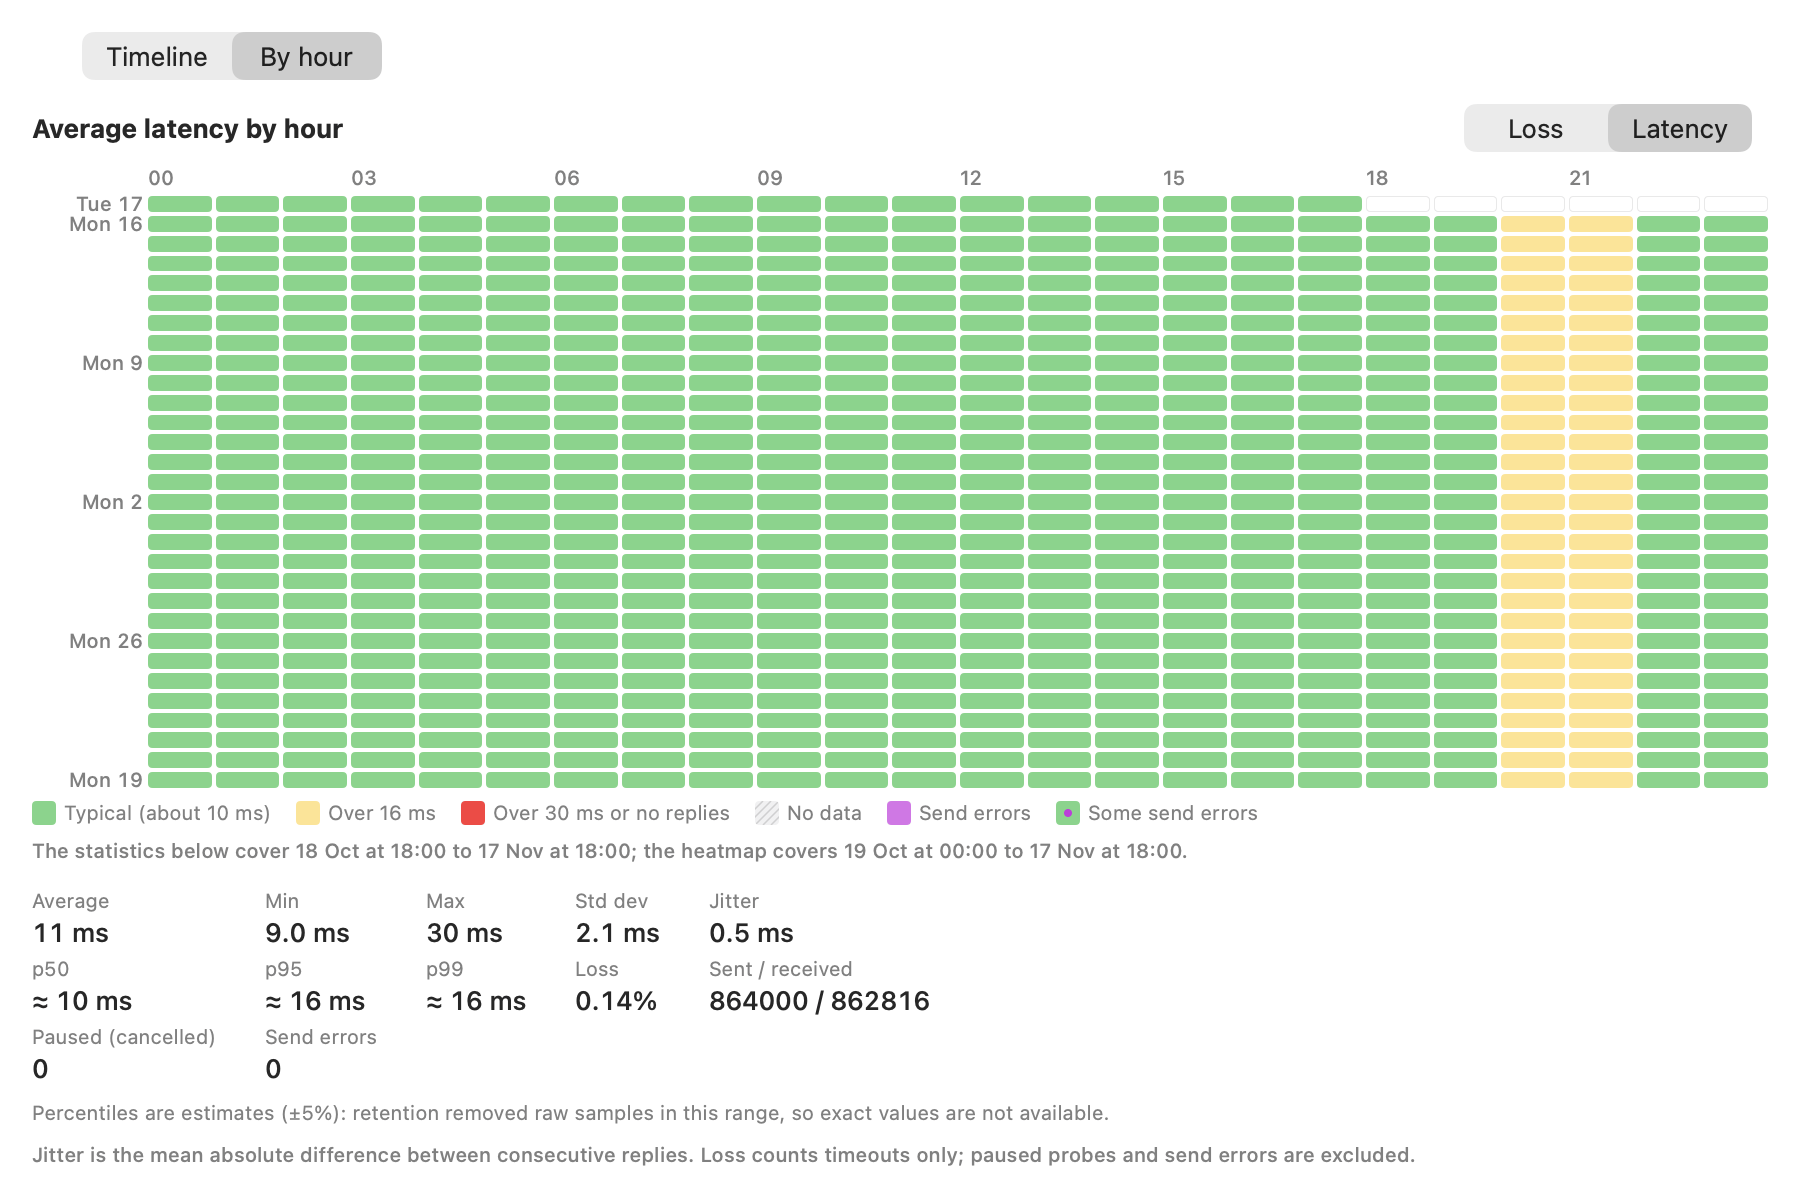 Timeline By hour
Average latency by hour Loss Latency
00 03 06 09 12 15 18 21
Tue 17
Mon 16
Mon 9
Mon 2
Mon 26
Mon 19
Typical (about 10 ms) Over 16 ms Over 30 ms or no replies No data Send errors Some send errors
The statistics below cover 18 Oct at 18:00 to 17 Nov at 18:00; the heatmap covers 19 Oct at 00:00 to 17 Nov at 18:00.
Average Min Max Std dev Jitter
11 ms 9.0 ms 30 ms 2.1 ms 0.5 ms
p50 p95 p99 Loss Sent / received
≈ 10 ms ≈ 16 ms ≈ 16 ms 0.14% 864000 / 862816
Paused (cancelled) Send errors
0 0
Percentiles are estimates (±5%): retention removed raw samples in this range, so exact values are not available.
Jitter is the mean absolute difference between consecutive replies. Loss counts timeouts only; paused probes and send errors are excluded.